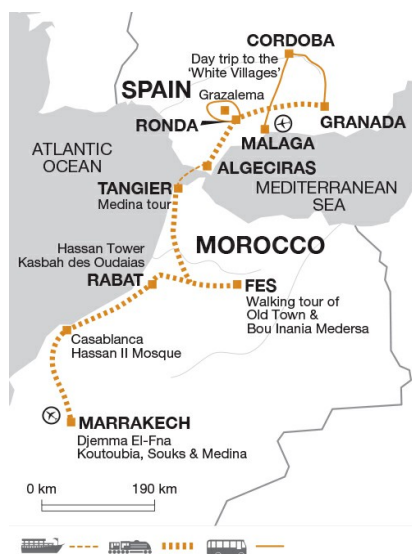 CORDOBA
Day trip to the
'White Villages'
SPAIN
Grazalema
RONDA
GRANADA
MALAGA
ATLANTIC
OCEAN
ALGECIRAS
TANGIER
Medina tour
MEDITERRANEAN
SEA
MOROCCO
Hassan Tower
Kasbah des Oudaias
RABAT
FES
Walking tour of
Old Town &
Bou Inania Medersa
Casablanca
Hassan II Mosque
MARRAKECH
Djemma El-Fna
Koutoubia, Souks & Medina
0 km
190 km